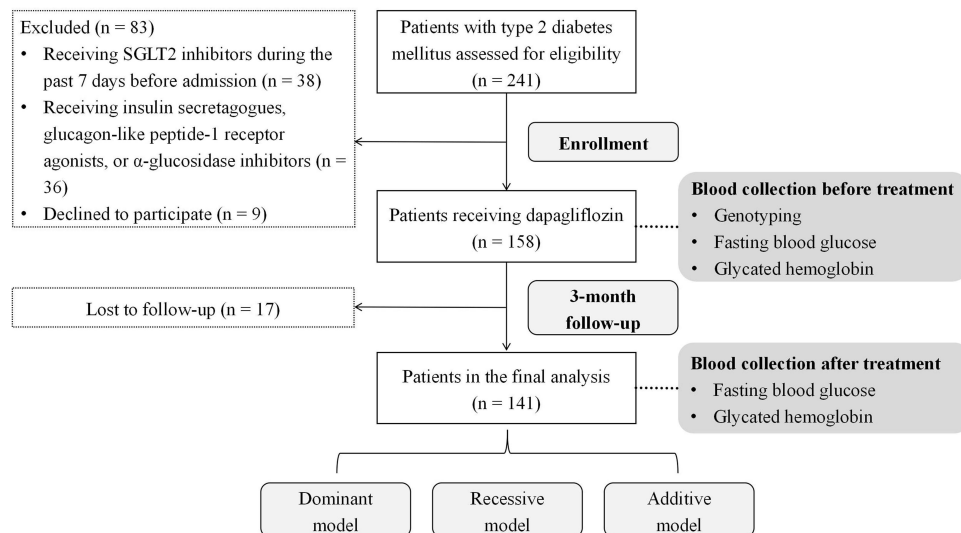 Excluded (n = 83)
• Receiving SGLT2 inhibitors during the
past 7 days before admission (n = 38)
• Receiving insulin secretagogues,
glucagon-like peptide-1 receptor
agonists, or α-glucosidase inhibitors (n =
36)
• Declined to participate (n = 9)
Patients with type 2 diabetes
mellitus assessed for eligibility
(n = 241)
Enrollment
Patients receiving dapagliflozin
(n = 158)
Blood collection before treatment
• Genotyping
• Fasting blood glucose
• Glycated hemoglobin
Lost to follow-up (n = 17)
3-month
follow-up
Patients in the final analysis
(n = 141)
Blood collection after treatment
• Fasting blood glucose
• Glycated hemoglobin
Dominant
model
Recessive
model
Additive
model